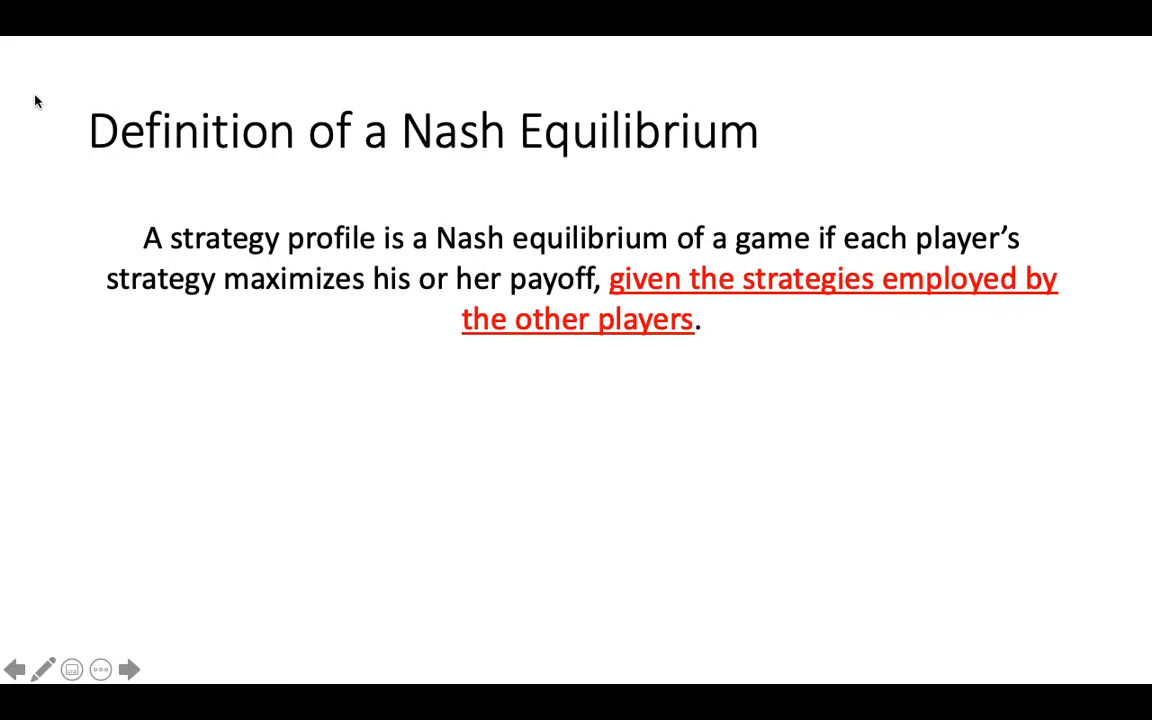 Definition of a Nash Equilibrium
A strategy profile is a Nash equilibrium of a game if each player’s
strategy maximizes his or her payoff, given the strategies employed by
the other players.